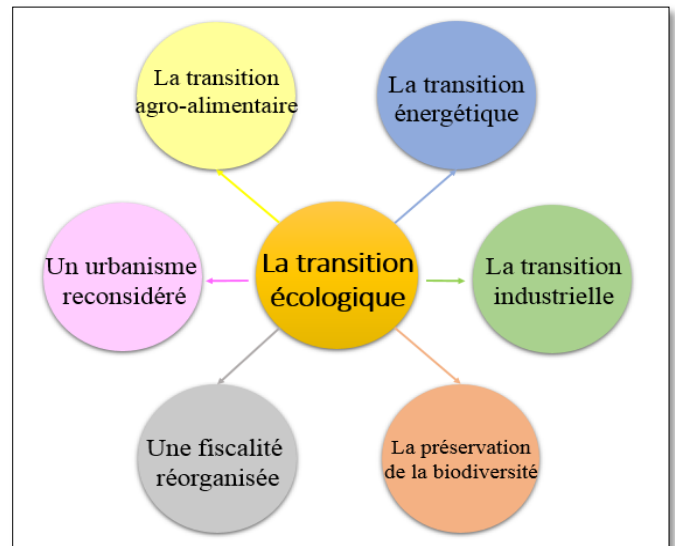 La transition
agro-alimentaire
La transition
énergétique
Un urbanisme
reconsidéré
La transition
écologique
La transition
industrielle
Une fiscalité
réorganisée
La préservation
de la biodiversité